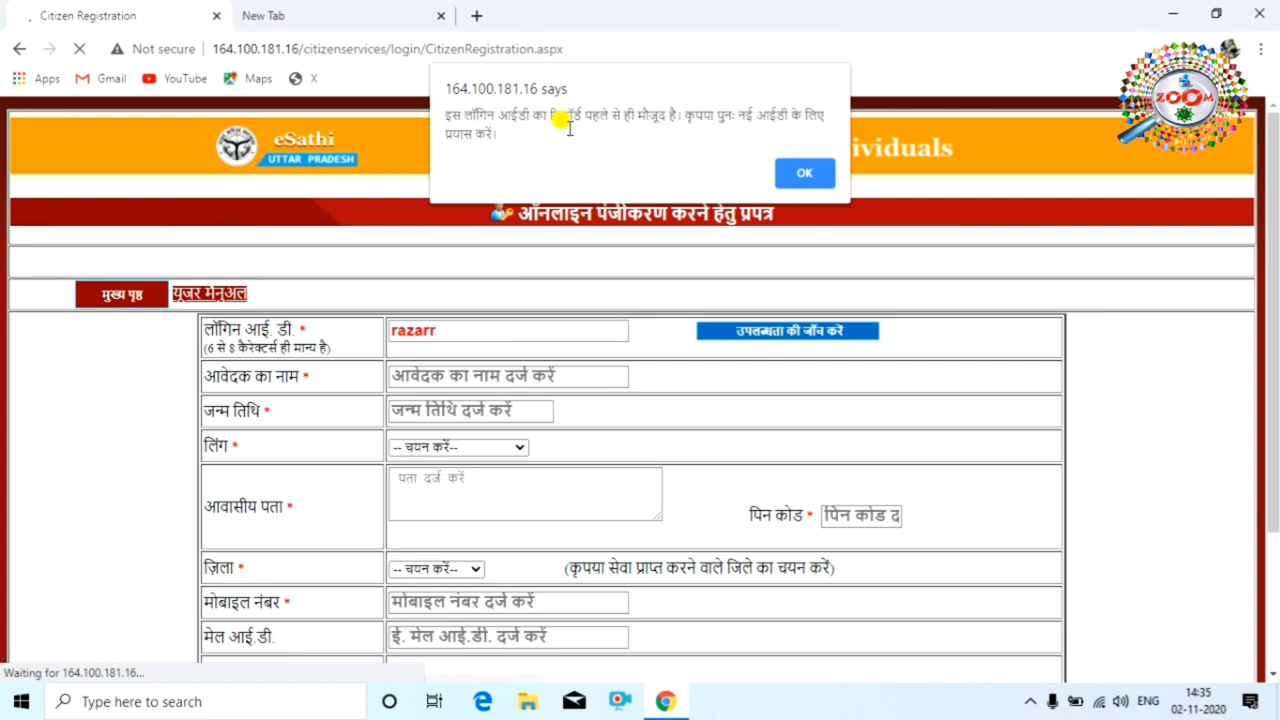 Citizen Registration
New Tab
Not secure
164.100.181.16/citizenservices/login/CitizenRegistration.aspx
Apps
Gmail
YouTube
Maps
X
164.100.181.16 says
इस लॉगिन आईडी का पहले से ही मौजूद है। कृपया पुनः नई आईडी के लिए
प्रयास करें।
OK
ZOOM
eSathi
UTTAR PRADESH
ividuals
ऑनलाइन पंजीकरण करने हेतु प्रपत्र
मुख्य पृष्ठ
यूजर मैनुअल
लॉगिन आई. डी. *
(6 से 8 कैरेक्टर्स ही मान्य है)
razarr
उपलब्धता की जाँच करें
आवेदक का नाम *
आवेदक का नाम दर्ज करें
जन्म तिथि *
जन्म तिथि दर्ज करें
लिंग *
-- चयन करें--
आवासीय पता *
पता दर्ज करें
पिन कोड *
पिन कोड द
ज़िला *
-- चयन करें--
(कृपया सेवा प्राप्त करने वाले जिले का चयन करें)
मोबाइल नंबर *
मोबाइल नंबर दर्ज करें
मेल आई.डी.
ई. मेल आई.डी. दर्ज करें
Waiting for 164.100.181.16...
Type here to search
ENG
14:35
02-11-2020